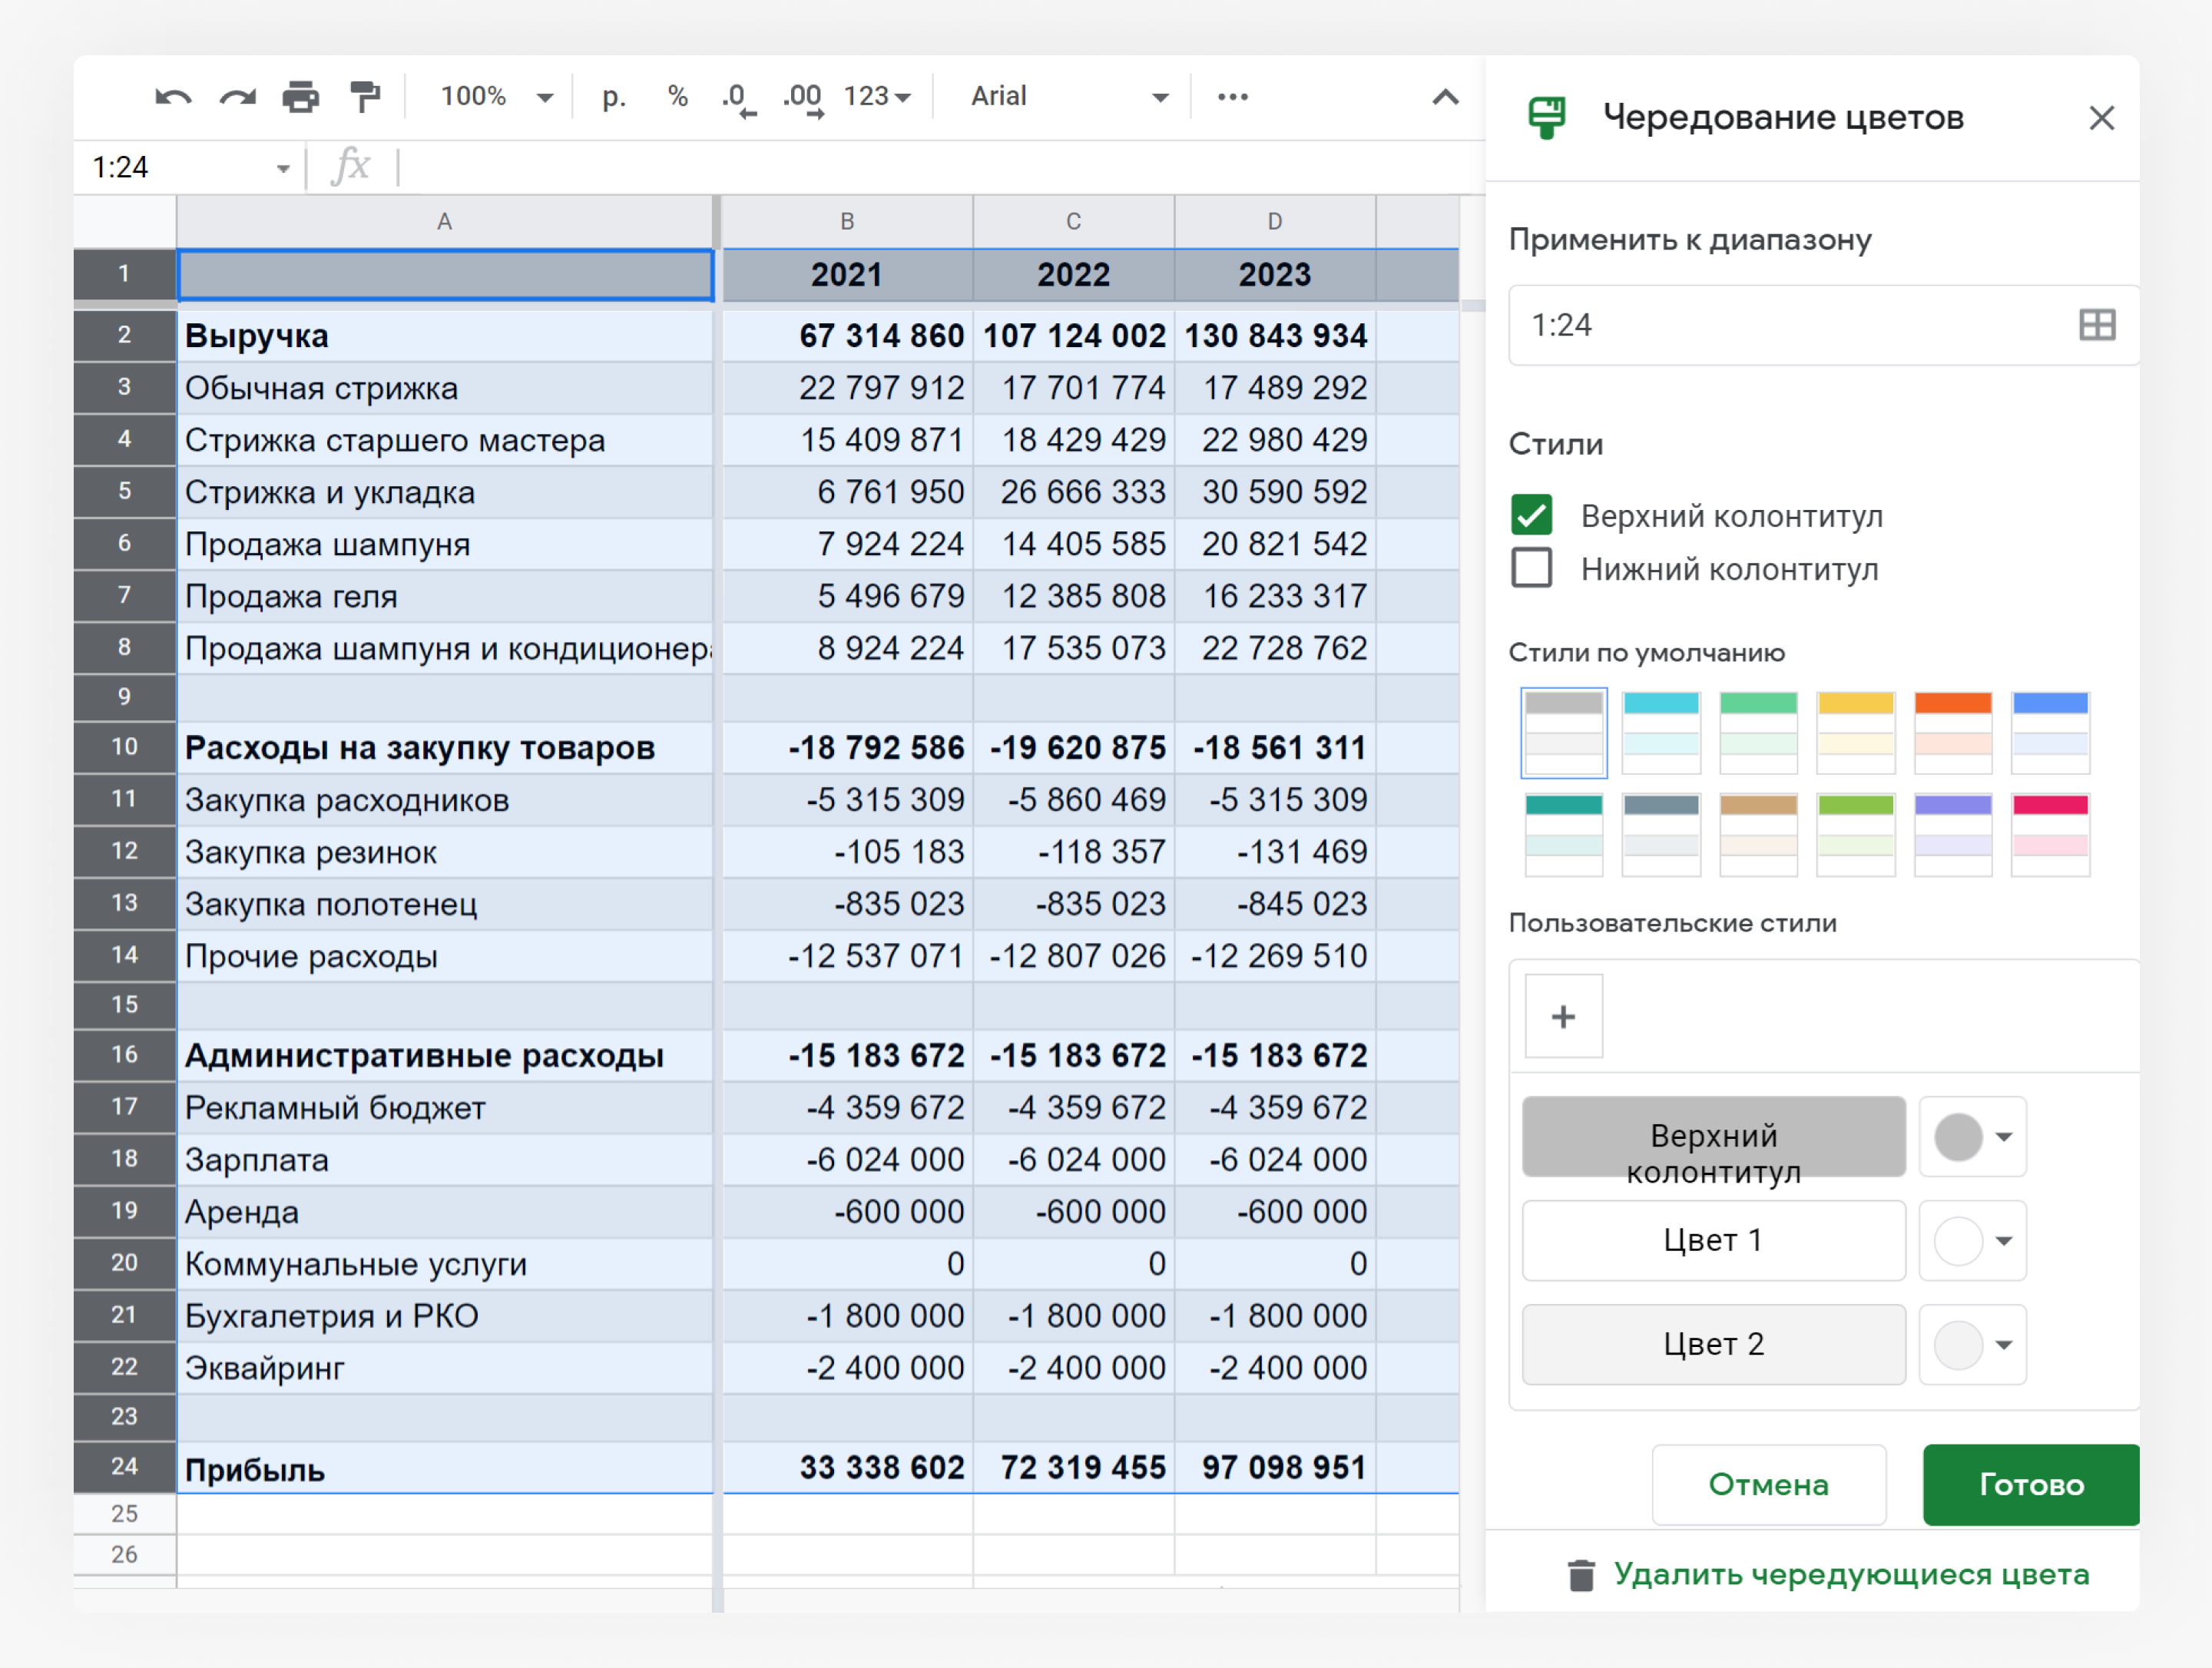 100% р. % .0 .00 123 Arial
Чередование цветов
1:24 fx
A B C D
Применить к диапазону
1:24
1 2021 2022 2023
2 Выручка 67 314 860 107 124 002 130 843 934
3 Обычная стрижка 22 797 912 17 701 774 17 489 292
4 Стрижка старшего мастера 15 409 871 18 429 429 22 980 429
5 Стрижка и укладка 6 761 950 26 666 333 30 590 592
6 Продажа шампуня 7 924 224 14 405 585 20 821 542
7 Продажа геля 5 496 679 12 385 808 16 233 317
8 Продажа шампуня и кондиционера 8 924 224 17 535 073 22 728 762
9
10 Расходы на закупку товаров -18 792 586 -19 620 875 -18 561 311
11 Закупка расходников -5 315 309 -5 860 469 -5 315 309
12 Закупка резинок -105 183 -118 357 -131 469
13 Закупка полотенец -835 023 -835 023 -845 023
14 Прочие расходы -12 537 071 -12 807 026 -12 269 510
15
16 Административные расходы -15 183 672 -15 183 672 -15 183 672
17 Рекламный бюджет -4 359 672 -4 359 672 -4 359 672
18 Зарплата -6 024 000 -6 024 000 -6 024 000
19 Аренда -600 000 -600 000 -600 000
20 Коммунальные услуги 0 0 0
21 Бухгалетрия и РКО -1 800 000 -1 800 000 -1 800 000
22 Эквайринг -2 400 000 -2 400 000 -2 400 000
23
24 Прибыль 33 338 602 72 319 455 97 098 951
25
26
Стили
Верхний колонтитул
Нижний колонтитул
Стили по умолчанию
Пользовательские стили
+
Верхний
колонтитул
Цвет 1
Цвет 2
Отмена Готово
Удалить чередующиеся цвета